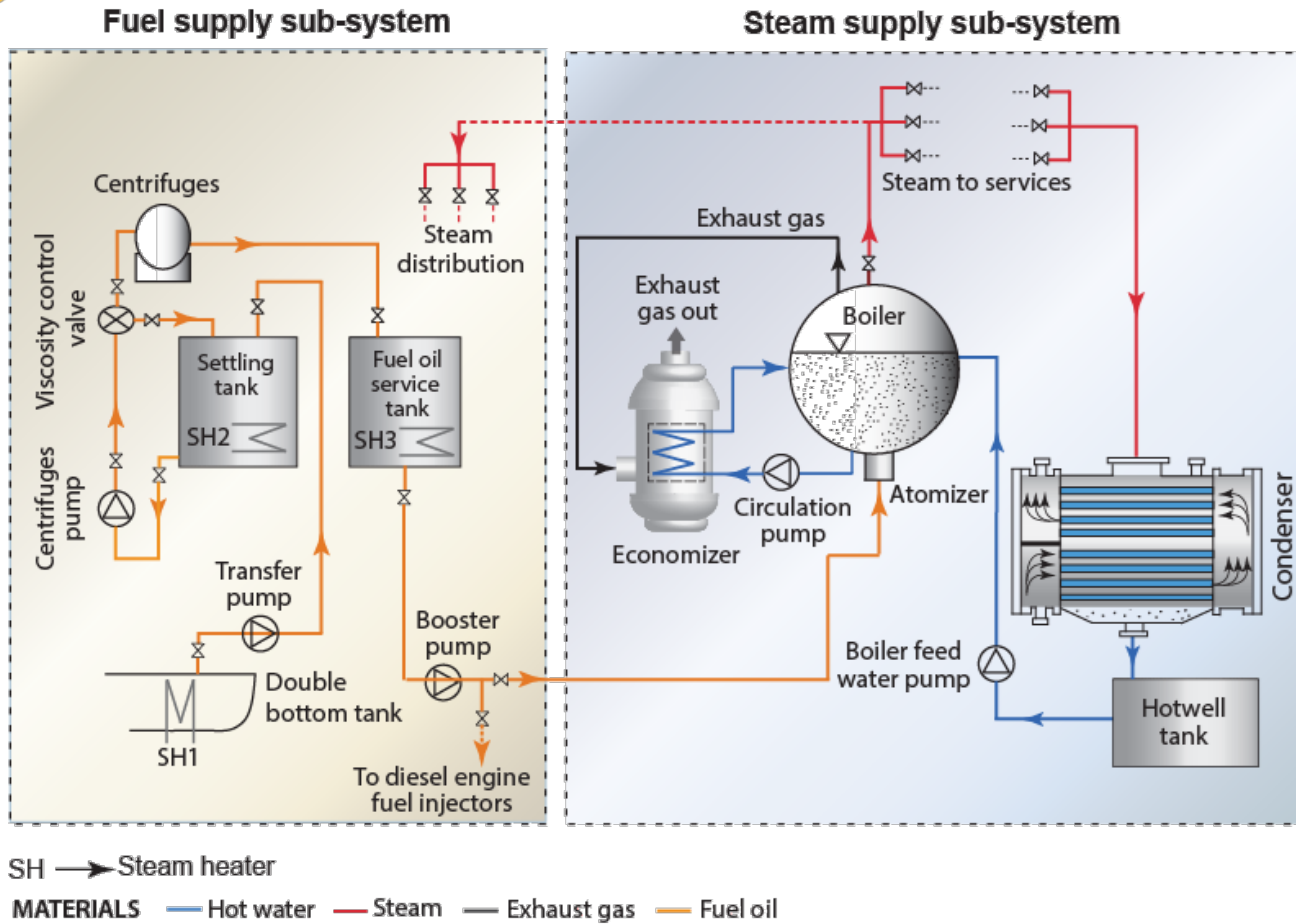 Fuel supply sub-system
Steam supply sub-system
Centrifuges
Viscosity control
valve
Settling
tank
SH2
Fuel oil
service
tank
SH3
Steam
distribution
Centrifuges
pump
Transfer
pump
Booster
pump
Double
bottom tank
SH1
To diesel engine
fuel injectors
Steam to services
Exhaust gas
Exhaust
gas out
Boiler
Economizer
Circulation
pump
Atomizer
Condenser
Boiler feed
water pump
Hotwell
tank
SH Steam heater
MATERIALS Hot water Steam Exhaust gas Fuel oil